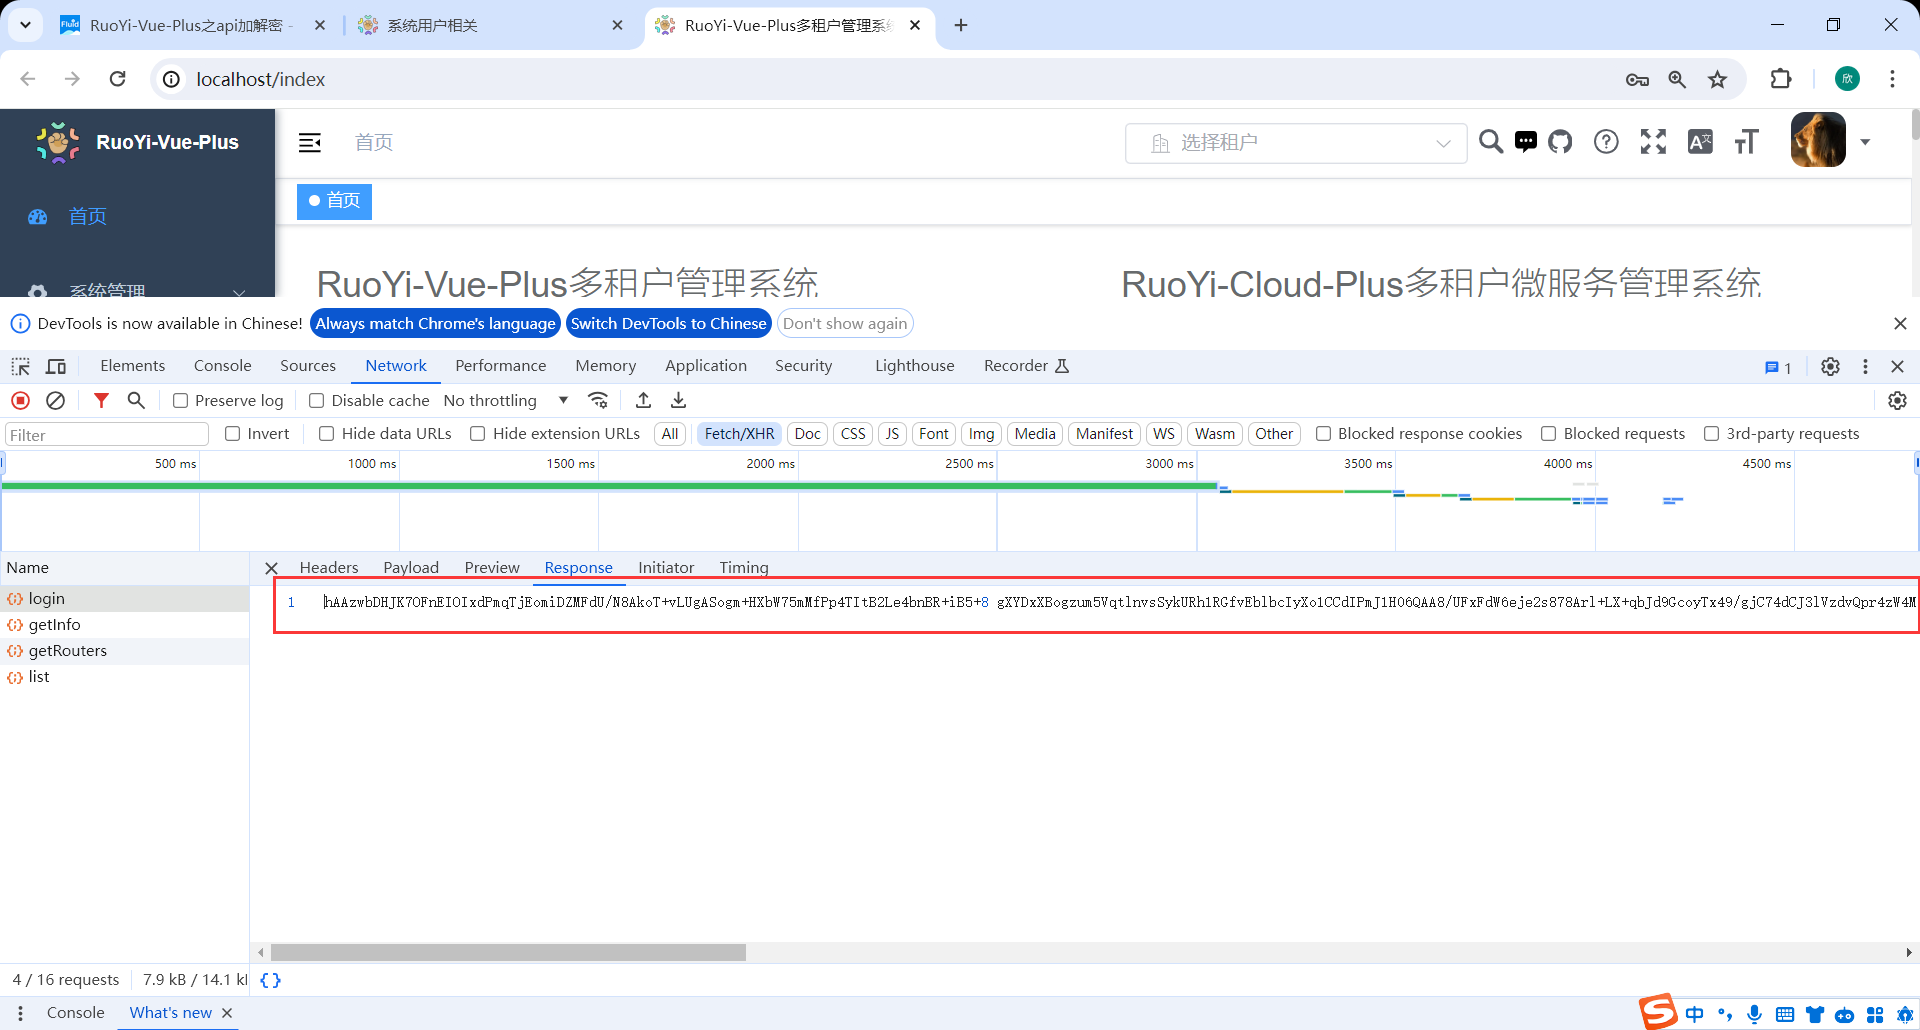 RuoYi-Vue-Plus之api加解密 -
系统用户相关
RuoYi-Vue-Plus多租户管理系统
localhost/index
欣
RuoYi-Vue-Plus
首页
选择租户
首页
首页
系统管理
RuoYi-Vue-Plus多租户管理系统
RuoYi-Cloud-Plus多租户微服务管理系统
DevTools is now available in Chinese!
Always match Chrome's language
Switch DevTools to Chinese
Don't show again
Elements Console Sources Network Performance Memory Application Security Lighthouse Recorder
1
Preserve log Disable cache No throttling
Filter Invert Hide data URLs Hide extension URLs All Fetch/XHR Doc CSS JS Font Img Media Manifest WS Wasm Other Blocked response cookies Blocked requests 3rd-party requests
500 ms 1000 ms 1500 ms 2000 ms 2500 ms 3000 ms 3500 ms 4000 ms 4500 ms
Name
Headers Payload Preview Response Initiator Timing
login
getInfo
getRouters
list
1 hAAzwbDHJK7OFnEIOIxdPmqTjEomiDZMFdU/N8AkoT+vLUgASogm+HXbW75mMfPp4TItB2Le4bnBR+iB5+8 gXYDxXBogzum5VqtlnvsSykURh1RGfvEblbcIyXo1CCdIPmJ1H06QAA8/UFxFdW6eje2s878Arl+LX+qbJd9GcoyTx49/gjC74dCJ3lVzdvQpr4zW4M
4 / 16 requests 7.9 kB / 14.1 kl
Console What's new
中